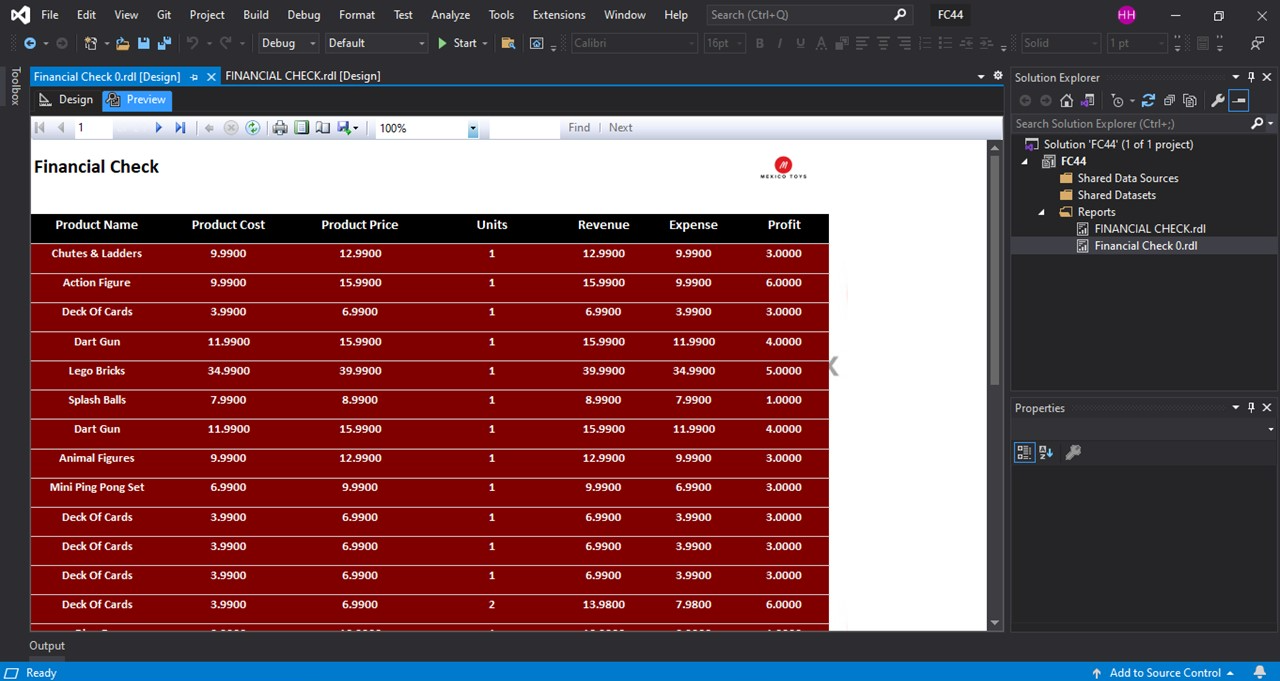 File Edit View Git Project Build Debug Format Test Analyze Tools Extensions Window Help Search (Ctrl+Q) FC44 HH
Debug Default Start Calibri 16pt B I U A Solid 1 pt
Toolbox
Financial Check 0.rdl [Design] FINANCIAL CHECK.rdl [Design]
Design Preview
1 100% Find | Next
Financial Check
M
MEXICO TOYS
Product Name Product Cost Product Price Units Revenue Expense Profit
Chutes & Ladders 9.9900 12.9900 1 12.9900 9.9900 3.0000
Action Figure 9.9900 15.9900 1 15.9900 9.9900 6.0000
Deck Of Cards 3.9900 6.9900 1 6.9900 3.9900 3.0000
Dart Gun 11.9900 15.9900 1 15.9900 11.9900 4.0000
Lego Bricks 34.9900 39.9900 1 39.9900 34.9900 5.0000
Splash Balls 7.9900 8.9900 1 8.9900 7.9900 1.0000
Dart Gun 11.9900 15.9900 1 15.9900 11.9900 4.0000
Animal Figures 9.9900 12.9900 1 12.9900 9.9900 3.0000
Mini Ping Pong Set 6.9900 9.9900 1 9.9900 6.9900 3.0000
Deck Of Cards 3.9900 6.9900 1 6.9900 3.9900 3.0000
Deck Of Cards 3.9900 6.9900 1 6.9900 3.9900 3.0000
Deck Of Cards 3.9900 6.9900 1 6.9900 3.9900 3.0000
Deck Of Cards 3.9900 6.9900 2 13.9800 7.9800 6.0000
Solution Explorer
Search Solution Explorer (Ctrl+;)
Solution 'FC44' (1 of 1 project)
FC44
Shared Data Sources
Shared Datasets
Reports
FINANCIAL CHECK.rdl
Financial Check 0.rdl
Properties
Output
Ready Add to Source Control